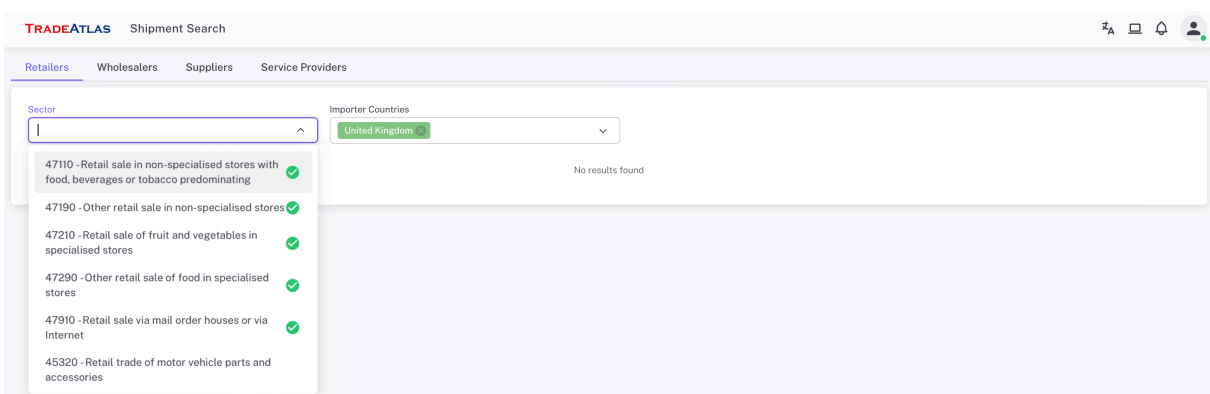 TRADEATLAS Shipment Search
Retailers Wholesalers Suppliers Service Providers
Sector Importer Countries
United Kingdom
No results found
47110 - Retail sale in non-specialised stores with
food, beverages or tobacco predominating
47190 - Other retail sale in non-specialised stores
47210 - Retail sale of fruit and vegetables in
specialised stores
47290 - Other retail sale of food in specialised
stores
47910 - Retail sale via mail order houses or via
Internet
45320 - Retail trade of motor vehicle parts and
accessories